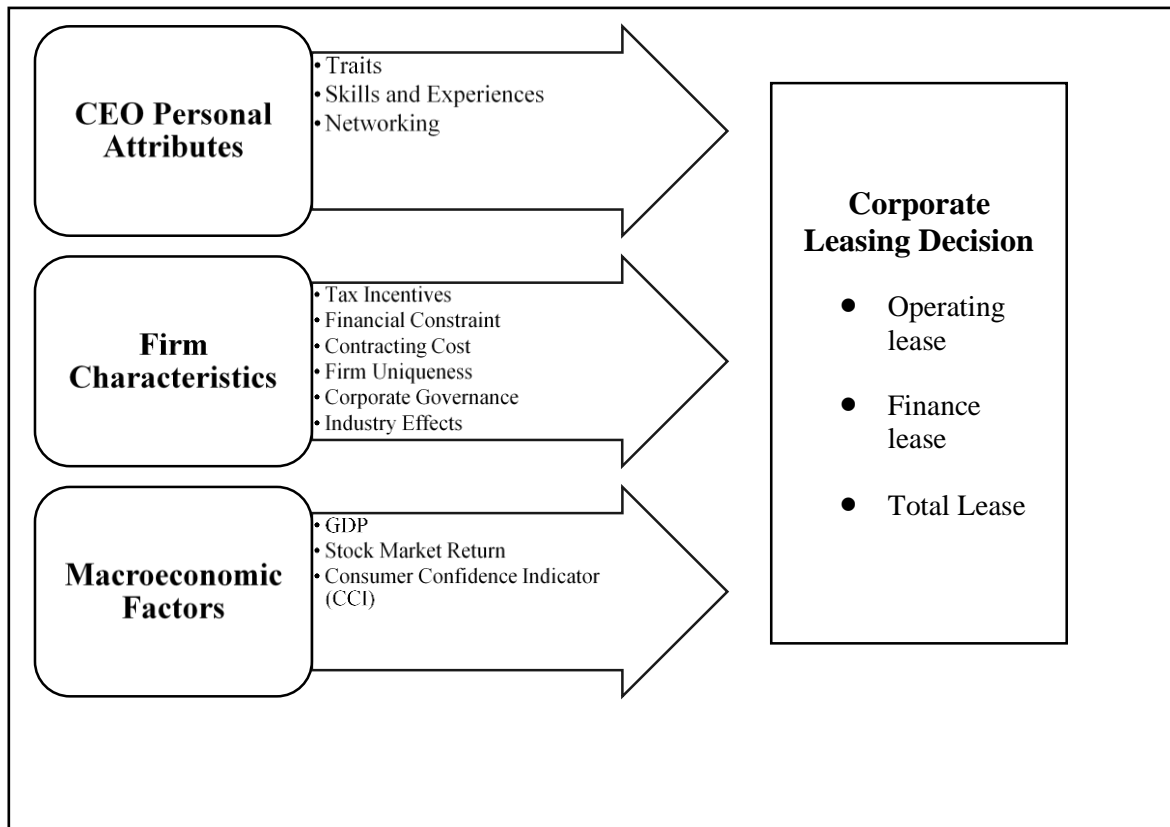 CEO Personal
Attributes
• Traits
• Skills and Experiences
• Networking
Firm
Characteristics
• Tax Incentives
• Financial Constraint
• Contracting Cost
• Firm Uniqueness
• Corporate Governance
• Industry Effects
Macroeconomic
Factors
• GDP
• Stock Market Return
• Consumer Confidence Indicator
(CCI)
Corporate
Leasing Decision
● Operating
lease
● Finance
lease
● Total Lease